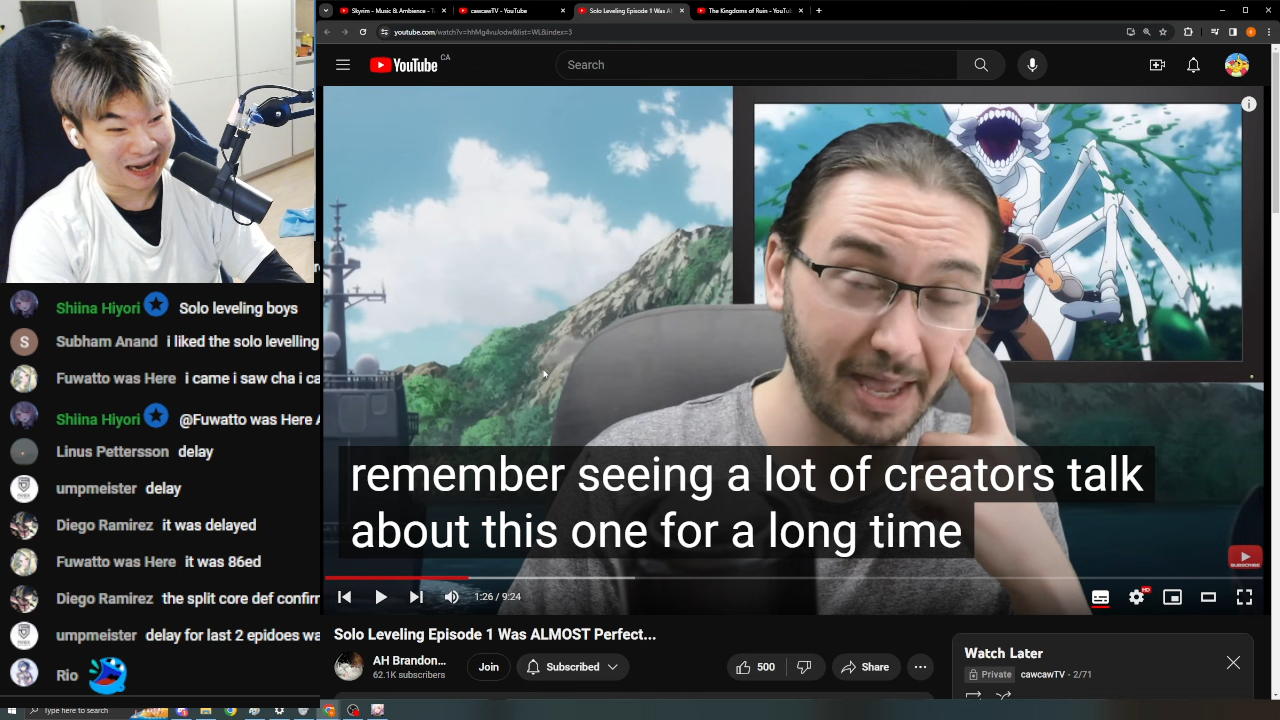 Skyrim - Music & Ambience - T
cawcawTV - YouTube
Solo Leveling Episode 1 Was Al
The Kingdoms of Ruin - YouTu
youtube.com/watch?v=hhMg4vuJodw&list=WL&index=3
YouTube CA
Search
Shiina Hiyori Solo leveling boys
S Subham Anand i liked the solo levelling
Fuwatto was Here i came i saw cha i ca
Shiina Hiyori @Fuwatto was Here A
Linus Pettersson delay
umpmeister delay
Diego Ramirez it was delayed
Fuwatto was Here it was 86ed
Diego Ramirez the split core def confirm
umpmeister delay for last 2 epidoes wa
Rio
remember seeing a lot of creators talk
about this one for a long time
SUBSCRIBE
1:26 / 9:24
HD
Solo Leveling Episode 1 Was ALMOST Perfect...
AH Brandon...
62.1K subscribers
Join
Subscribed
500
Share
Watch Later
Private cawcawTV - 2/71
Type here to search